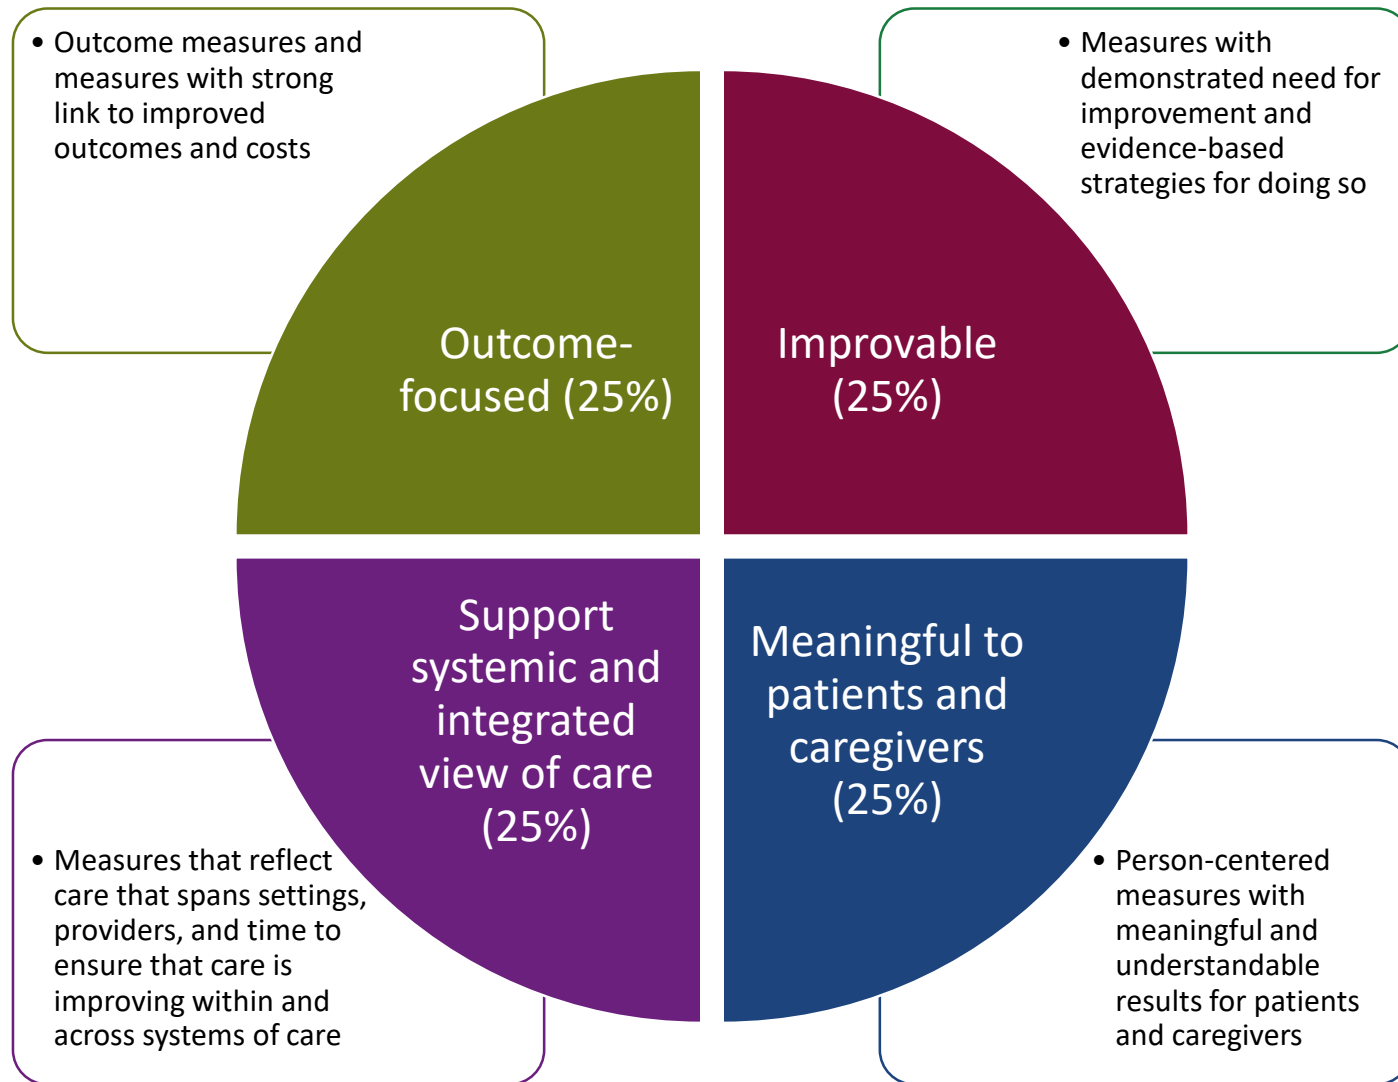 • Outcome measures and
measures with strong
link to improved
outcomes and costs
• Measures with
demonstrated need for
improvement and
evidence-based
strategies for doing so
Outcome-
focused (25%)
Improvable
(25%)
Support
systemic and
integrated
view of care
(25%)
Meaningful to
patients and
caregivers
(25%)
• Measures that reflect
care that spans settings,
providers, and time to
ensure that care is
improving within and
across systems of care
• Person-centered
measures with
meaningful and
understandable
results for patients
and caregivers